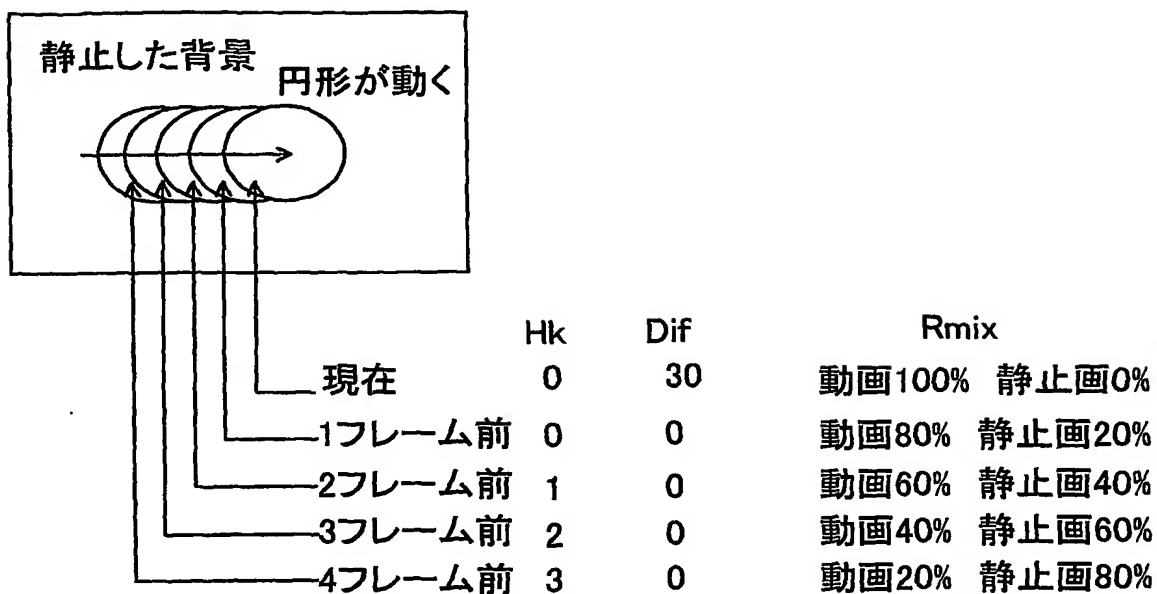 静止した背景
円形が動く
Hk Dif Rmix
現在 0 30 動画100% 静止画0%
1フレーム前 0 0 動画80% 静止画20%
2フレーム前 1 0 動画60% 静止画40%
3フレーム前 2 0 動画40% 静止画60%
4フレーム前 3 0 動画20% 静止画80%